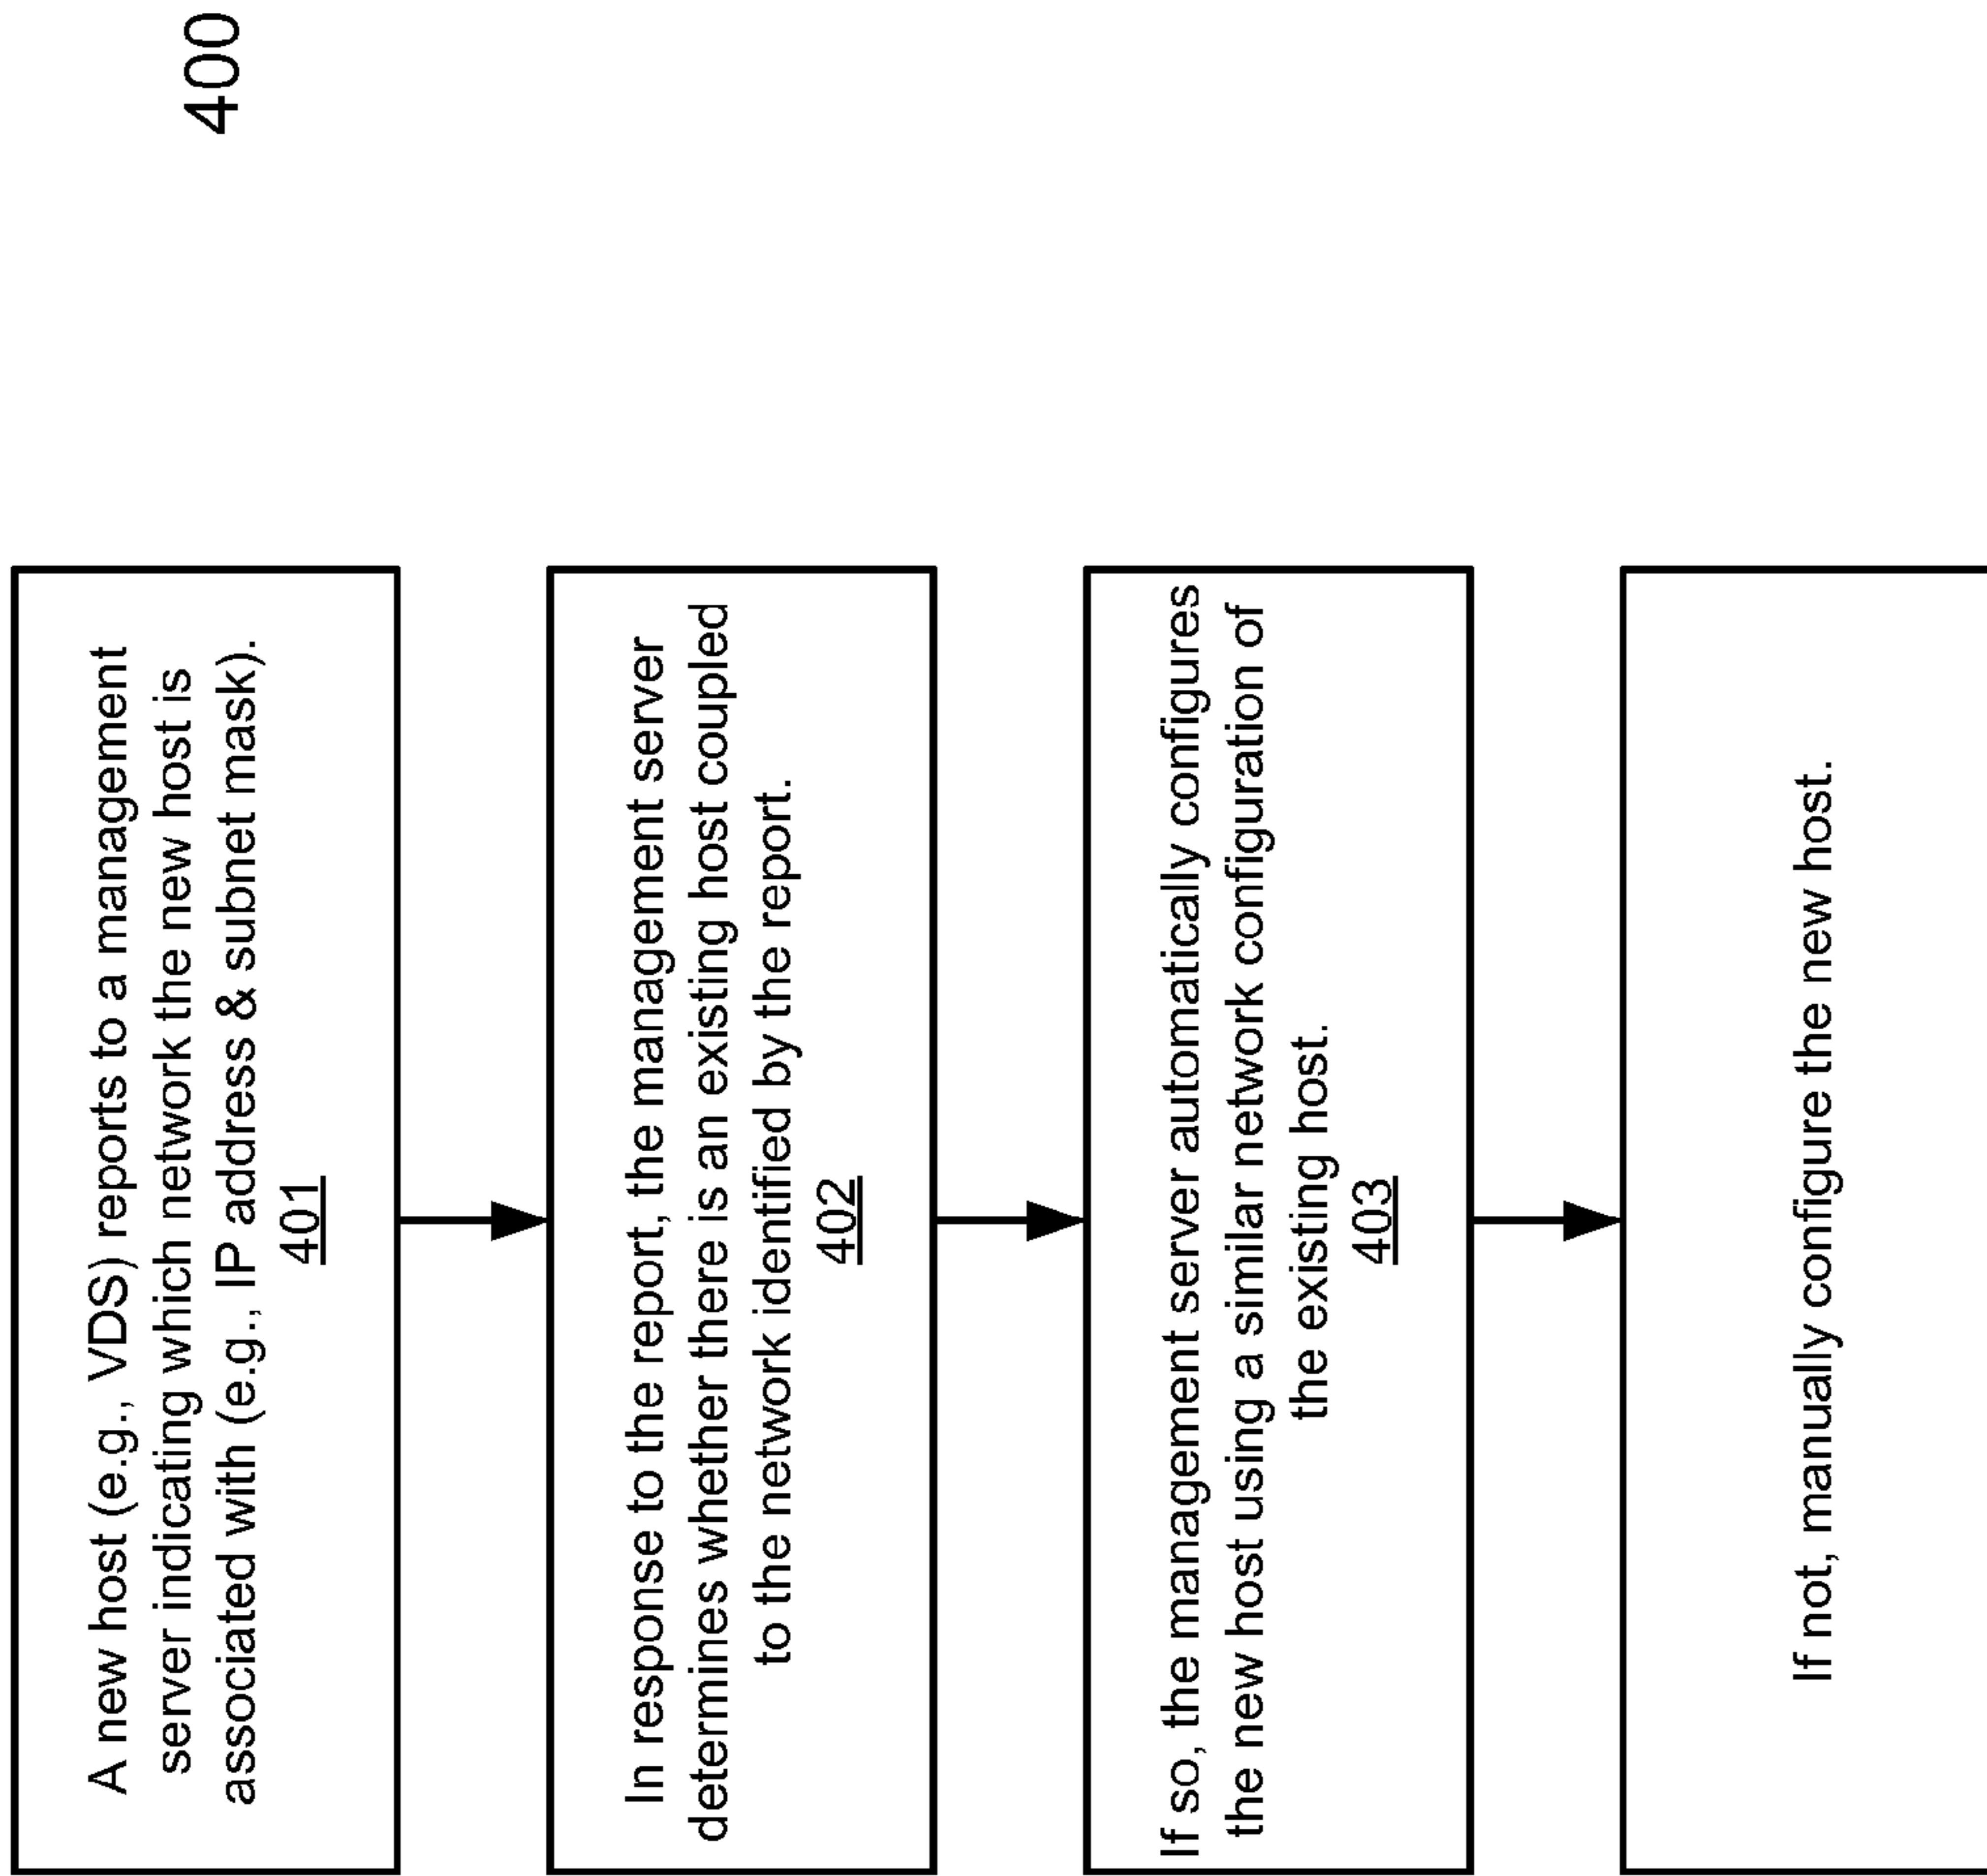 400
A new host (e.g., VDS) reports to a management
server indicating which network the new host is
associated with (e.g., IP address & subnet mask).
401
In response to the report, the management server
determines whether there is an existing host coupled
to the network identified by the report.
402
If so, the management server automatically configures
the new host using a similar network configuration of
the existing host.
403
If not, manually configure the new host.